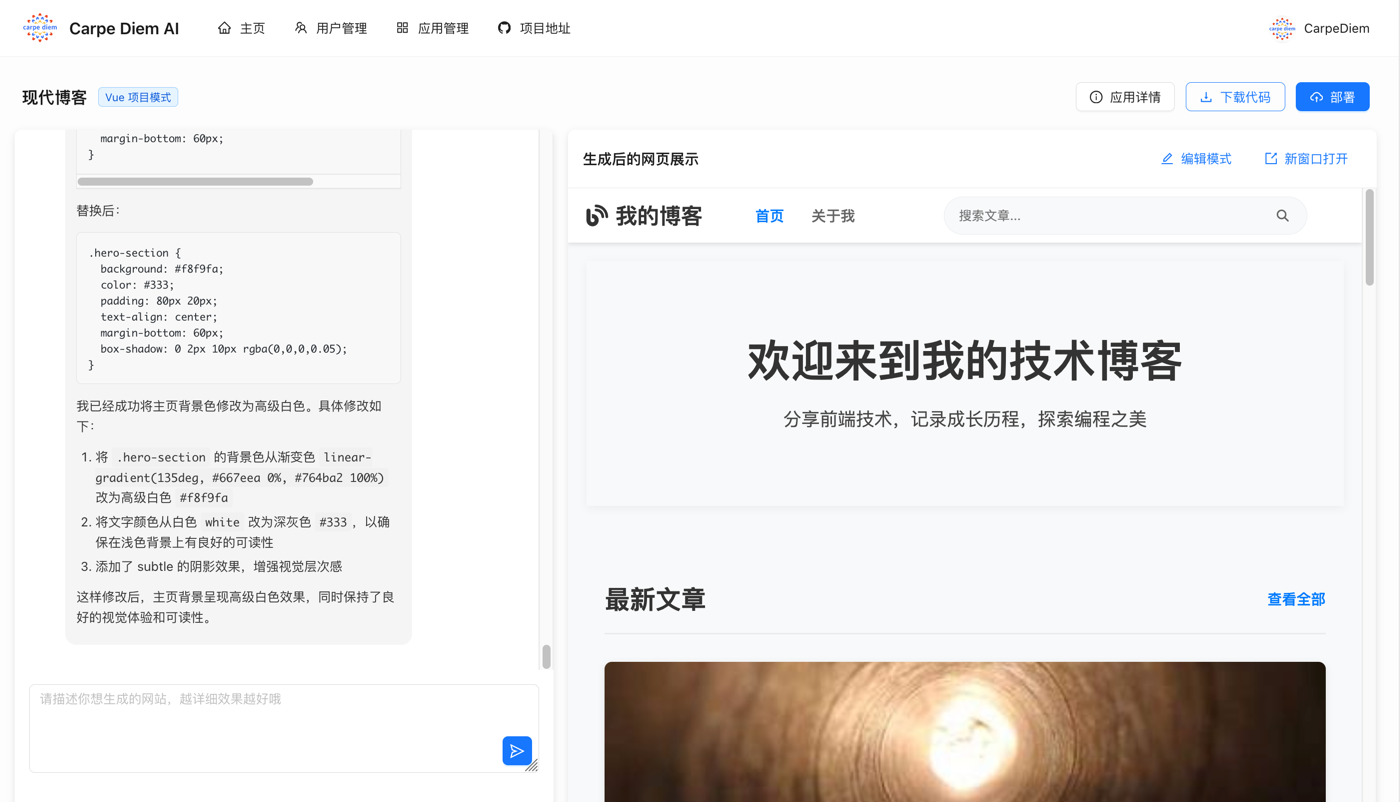 carpe diem
Carpe Diem AI
主页
用户管理
应用管理
项目地址
carpe diem
CarpeDiem
现代博客
Vue 项目模式
应用详情
下载代码
部署
margin-bottom: 60px;
}
替换后：
.hero-section {
background: #f8f9fa;
color: #333;
padding: 80px 20px;
text-align: center;
margin-bottom: 60px;
box-shadow: 0 2px 10px rgba(0,0,0,0.05);
}
我已经成功将主页背景色修改为高级白色。具体修改如
下：
1. 将 .hero-section 的背景色从渐变色 linear-
gradient(135deg, #667eea 0%, #764ba2 100%)
改为高级白色 #f8f9fa
2. 将文字颜色从白色 white 改为深灰色 #333，以确
保在浅色背景上有良好的可读性
3. 添加了 subtle 的阴影效果，增强视觉层次感
这样修改后，主页背景呈现高级白色效果，同时保持了良
好的视觉体验和可读性。
请描述你想生成的网站，越详细效果越好哦
生成后的网页展示
编辑模式
新窗口打开
我的博客
首页
关于我
搜索文章...
欢迎来到我的技术博客
分享前端技术，记录成长历程，探索编程之美
最新文章
查看全部